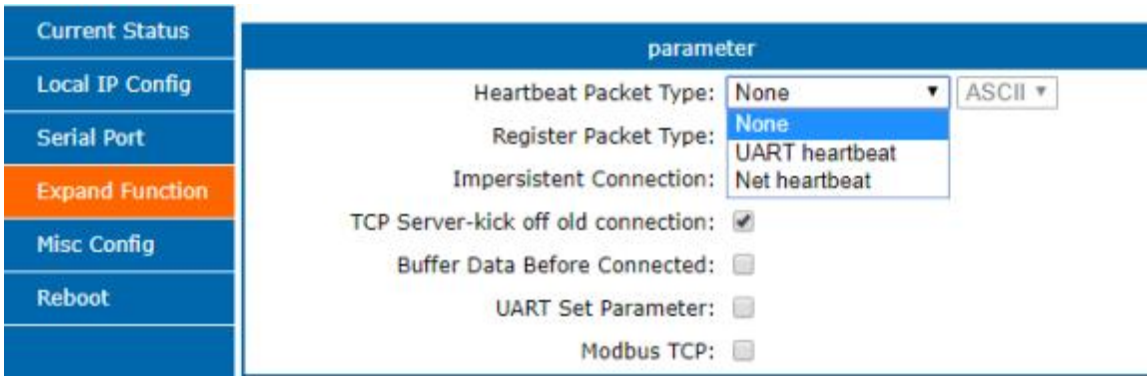 Current Status
Local IP Config
Serial Port
Expand Function
Misc Config
Reboot
parameter
Heartbeat Packet Type: None ASCII
None
Register Packet Type:
UART heartbeat
Impersistent Connection:
Net heartbeat
TCP Server-kick off old connection:
Buffer Data Before Connected:
UART Set Parameter:
Modbus TCP: